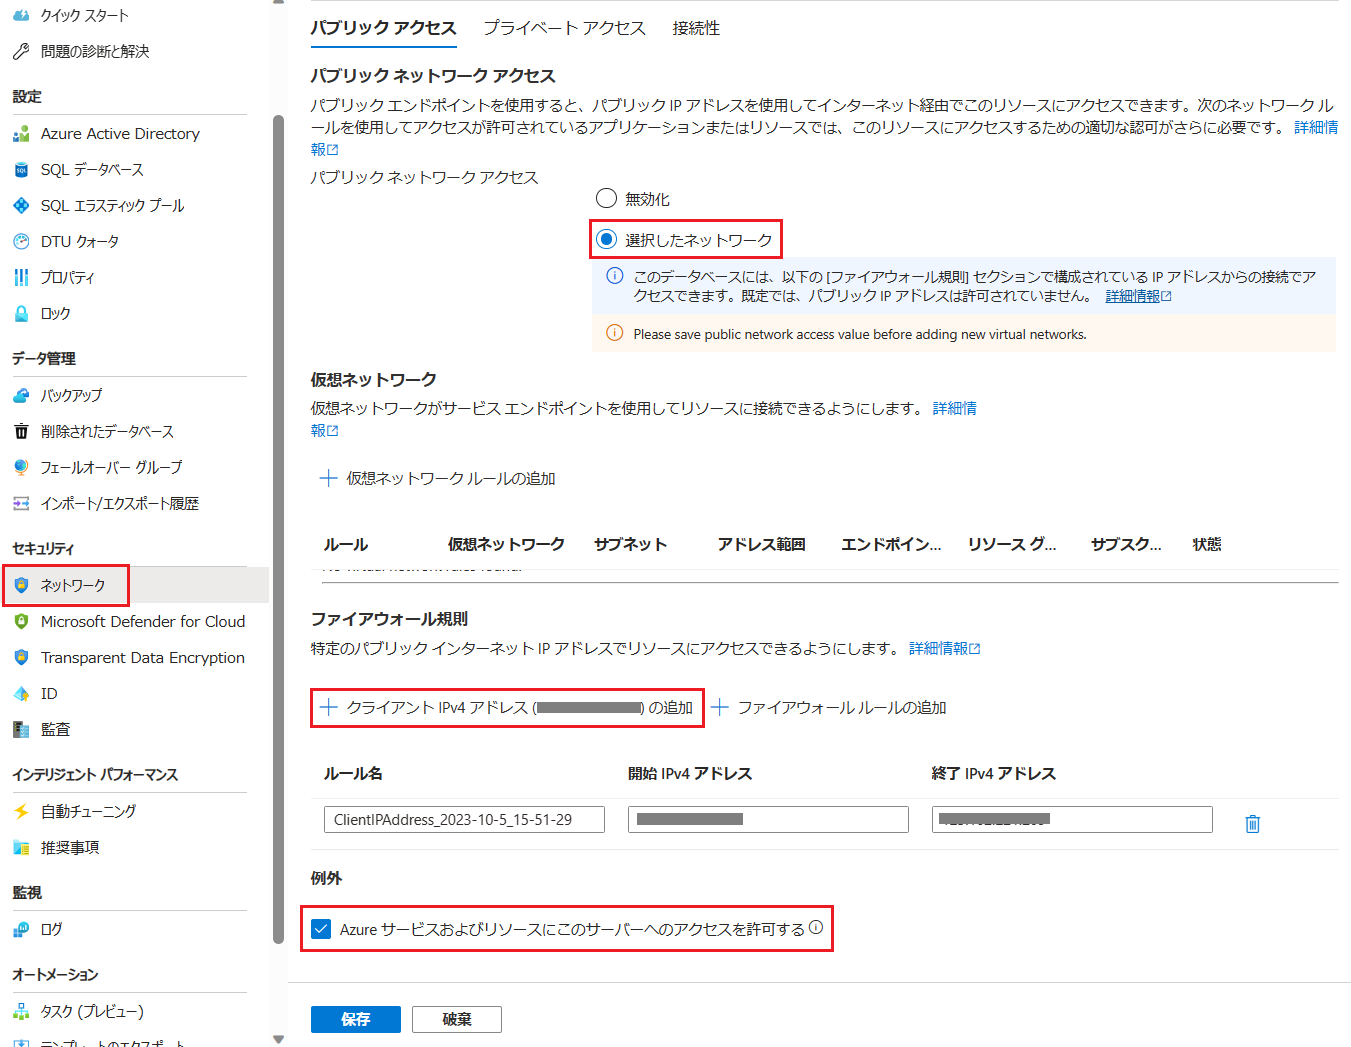 クイック スタート
問題の診断と解決
設定
Azure Active Directory
SQL データベース
SQL エラスティック プール
DTU クォータ
プロパティ
ロック
データ管理
バックアップ
削除されたデータベース
フェールオーバー グループ
インポート/エクスポート履歴
セキュリティ
ネットワーク
Microsoft Defender for Cloud
Transparent Data Encryption
ID
監査
インテリジェント パフォーマンス
自動チューニング
推奨事項
監視
ログ
オートメーション
タスク (プレビュー)
テンプレートのエクスポート
パブリック アクセス
プライベート アクセス
接続性
パブリック ネットワーク アクセス
パブリック エンドポイントを使用すると、パブリック IP アドレスを使用してインターネット経由でこのリソースにアクセスできます。次のネットワーク ル
ールを使用してアクセスが許可されているアプリケーションまたはリソースでは、このリソースにアクセスするための適切な認可がさらに必要です。 詳細情
報
パブリック ネットワーク アクセス
無効化
選択したネットワーク
このデータベースには、以下の [ファイアウォール規則] セクションで構成されている IP アドレスからの接続でア
クセスできます。既定では、パブリック IP アドレスは許可されていません。 詳細情報
Please save public network access value before adding new virtual networks.
仮想ネットワーク
仮想ネットワークがサービス エンドポイントを使用してリソースに接続できるようにします。 詳細情
報
仮想ネットワーク ルールの追加
ルール 仮想ネットワーク サブネット アドレス範囲 エンドポイン... リソース グ... サブスク... 状態
No virtual network rules found.
ファイアウォール規則
特定のパブリック インターネット IP アドレスでリソースにアクセスできるようにします。 詳細情報
クライアント IPv4 アドレス ( ) の追加
ファイアウォール ルールの追加
ルール名 開始 IPv4 アドレス 終了 IPv4 アドレス
ClientIPAddress_2023-10-5_15-51-29
例外
Azure サービスおよびリソースにこのサーバーへのアクセスを許可する
保存
破棄